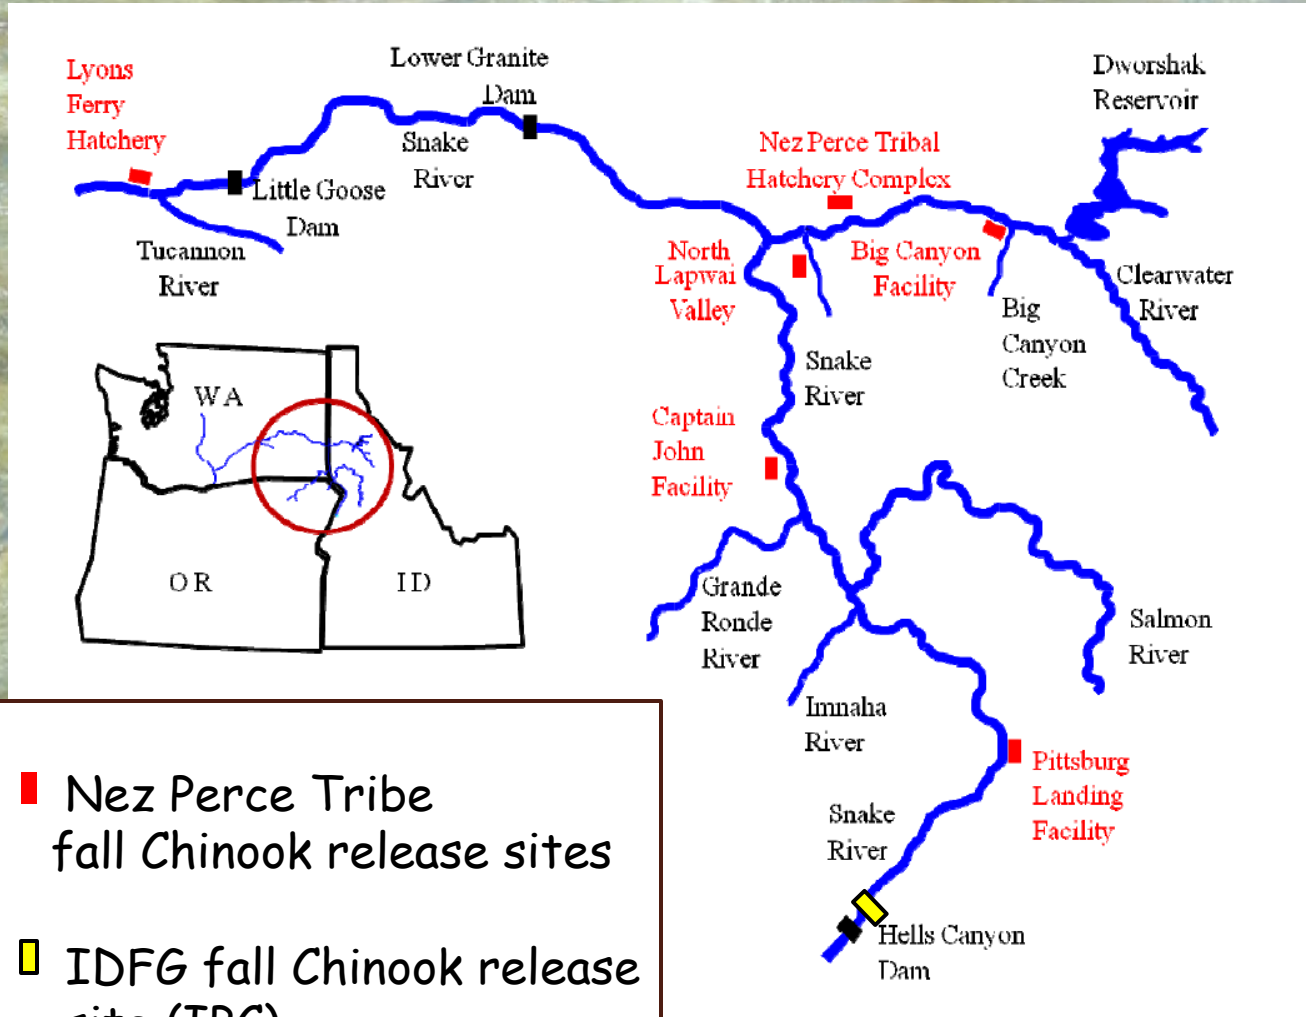 Lyons
Ferry
Hatchery
Lower Granite
Dam
Dworshak
Reservoir
Snake
River
Nez Perce Tribal
Hatchery Complex
Little Goose
Dam
Tucannon
River
North
Lapwai
Valley
Big Canyon
Facility
Clearwater
River
Big
Canyon
Creek
Snake
River
WA
Captain
John
Facility
OR
ID
Grande
Ronde
River
Salmon
River
Imnaha
River
Pittsburg
Landing
Facility
Snake
River
Hells Canyon
Dam
Nez Perce Tribe
fall Chinook release sites
IDFG fall Chinook release
site (IPC)